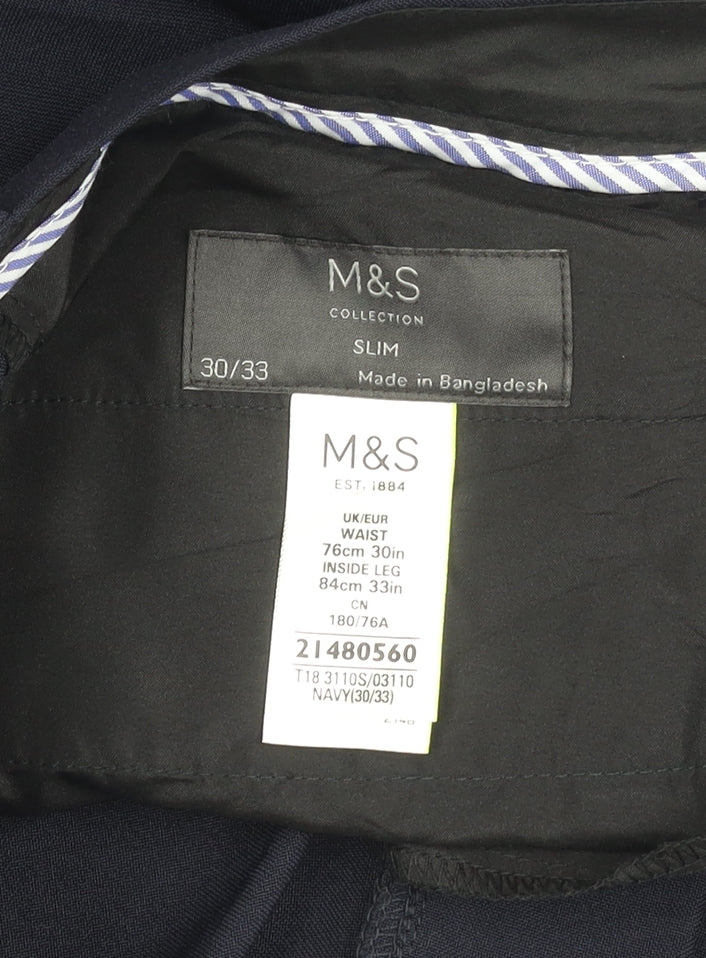 M&S
COLLECTION
SLIM
30/33
Made in Bangladesh
M&S
EST. 1884
UK/EUR
WAIST
76cm 30in
INSIDE LEG
84cm 33in
CN
180/76A
21480560
T18 3110S/03110
NAVY(30/33)